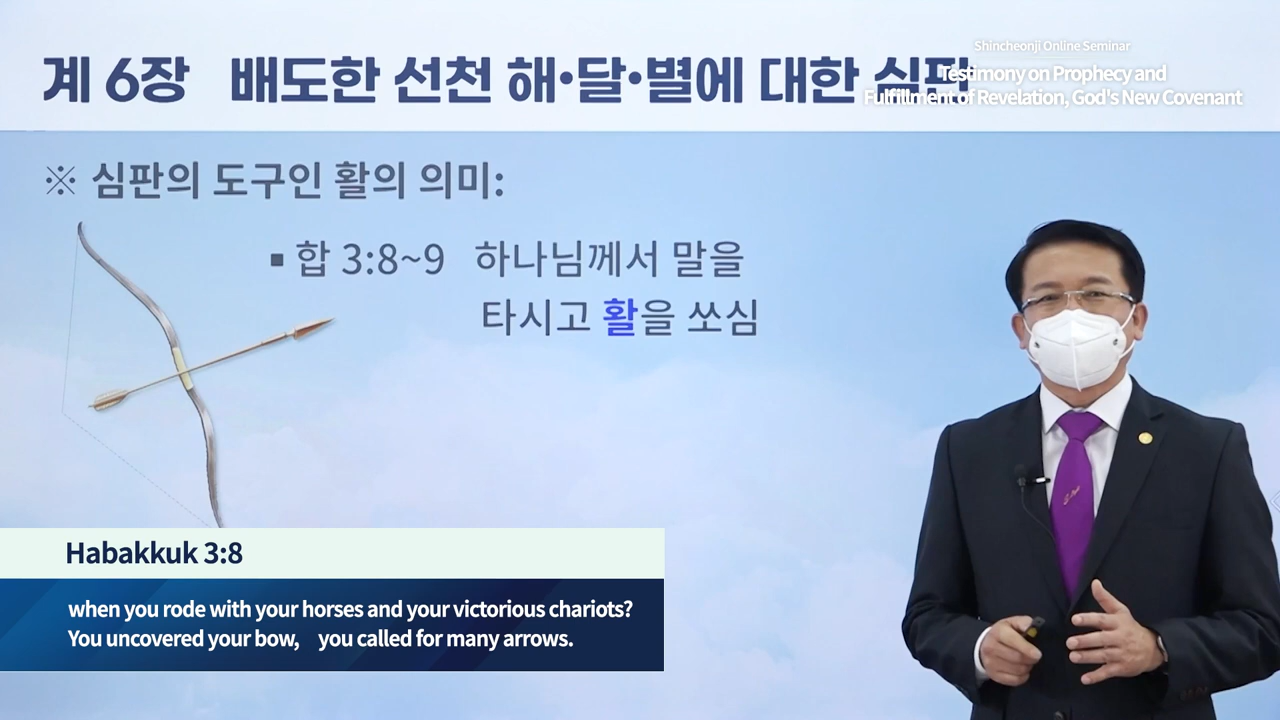 계 6장 배도한 선천 해·달·별에 대한 심판
Shincheonji Online Seminar
Testimony on Prophecy and
Fulfillment of Revelation, God's New Covenant
※ 심판의 도구인 활의 의미:
▪ 합 3:8~9 하나님께서 말을
타시고 활을 쏘심
Habakkuk 3:8
when you rode with your horses and your victorious chariots?
You uncovered your bow, you called for many arrows.